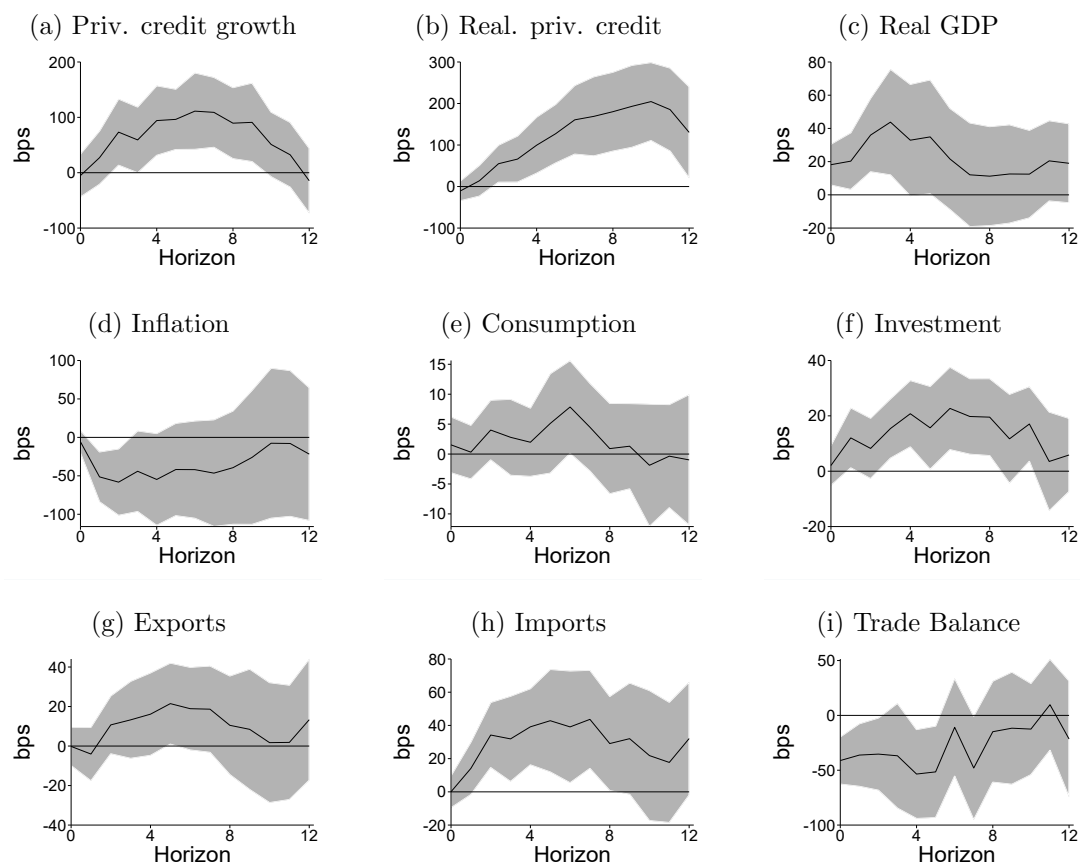 (a) Priv. credit growth
200
100
0
-100
bps
0 4 8 12
Horizon
(b) Real. priv. credit
300
200
100
0
-100
bps
0 4 8 12
Horizon
(c) Real GDP
80
60
40
20
0
-20
bps
0 4 8 12
Horizon
(d) Inflation
100
50
0
-50
-100
bps
0 4 8 12
Horizon
(e) Consumption
15
10
5
0
-5
-10
bps
0 4 8 12
Horizon
(f) Investment
40
20
0
-20
bps
0 4 8 12
Horizon
(g) Exports
40
20
0
-20
-40
bps
0 4 8 12
Horizon
(h) Imports
80
60
40
20
0
-20
bps
0 4 8 12
Horizon
(i) Trade Balance
50
0
-50
-100
bps
0 4 8 12
Horizon